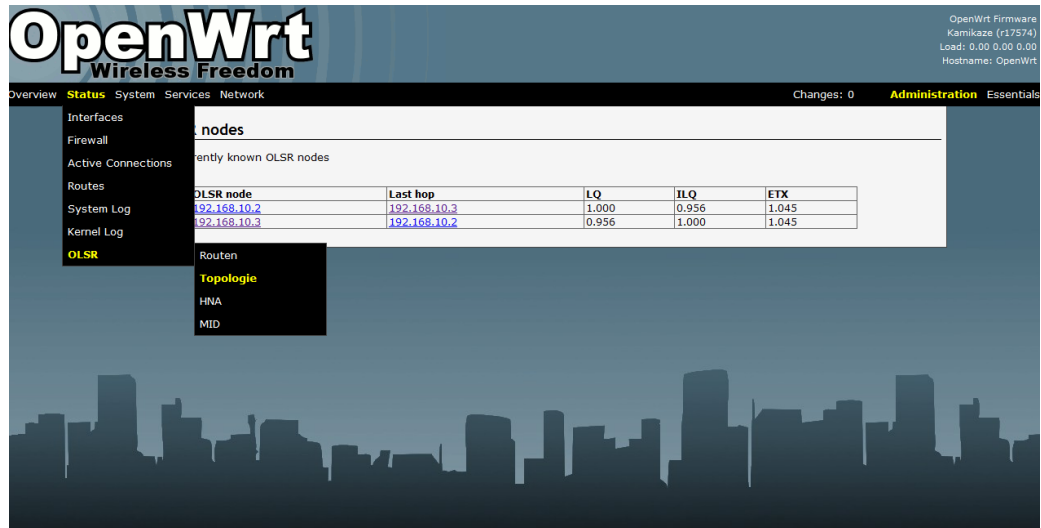 OpenWrt
Wireless Freedom
OpenWrt Firmware
Kamikaze (r17574)
Load: 0.00 0.00 0.00
Hostname: OpenWrt
Overview Status System Services Network Changes: 0 Administration Essentials
Interfaces
Firewall
Active Connections
Routes
System Log
Kernel Log
OLSR
Routen
Topologie
HNA
MID
nodes
known OLSR nodes
OLSR node Last hop LQ ILQ ETX
192.168.10.2 192.168.10.3 1.000 0.956 1.045
192.168.10.3 192.168.10.2 0.956 1.000 1.045